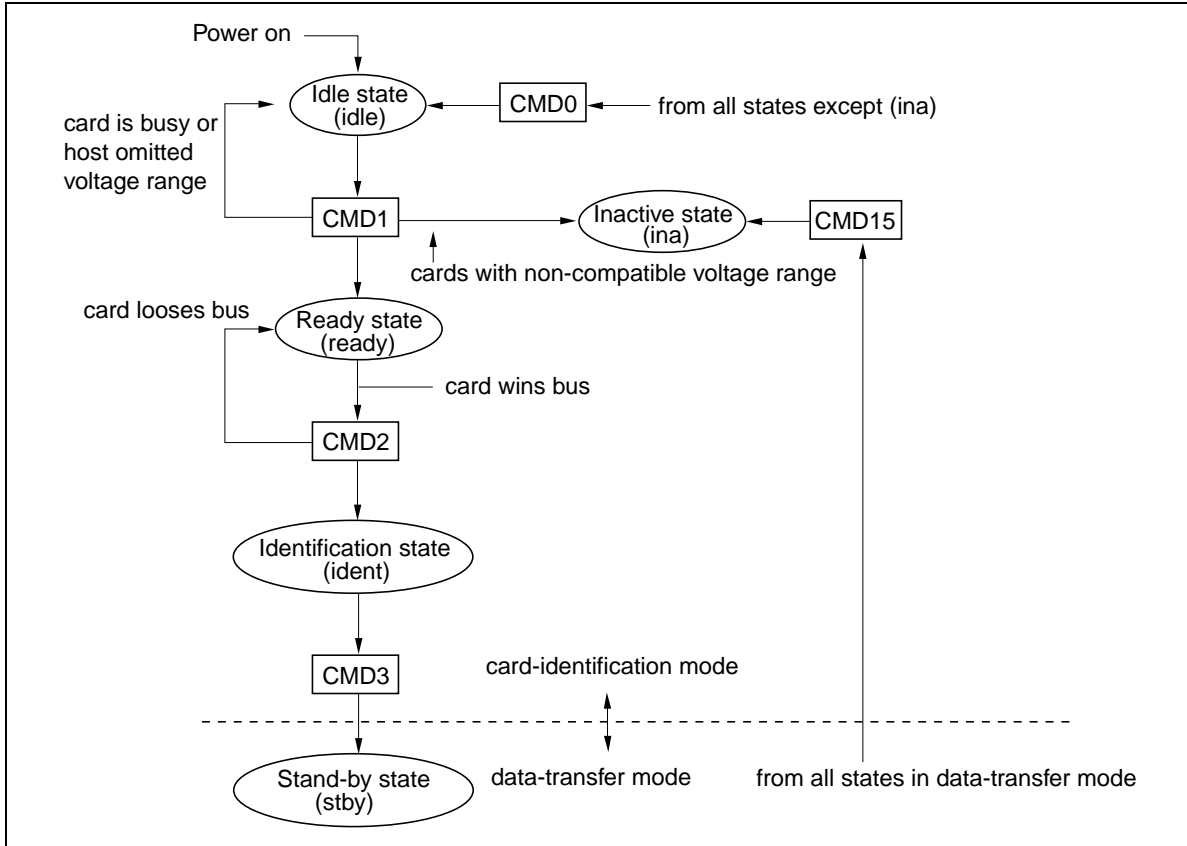 Power on
Idle state
(idle)
CMD0
from all states except (ina)
card is busy or
host omitted
voltage range
CMD1
Inactive state
(ina)
CMD15
cards with non-compatible voltage range
card looses bus
Ready state
(ready)
card wins bus
CMD2
Identification state
(ident)
CMD3
card-identification mode
Stand-by state
(stby)
data-transfer mode
from all states in data-transfer mode